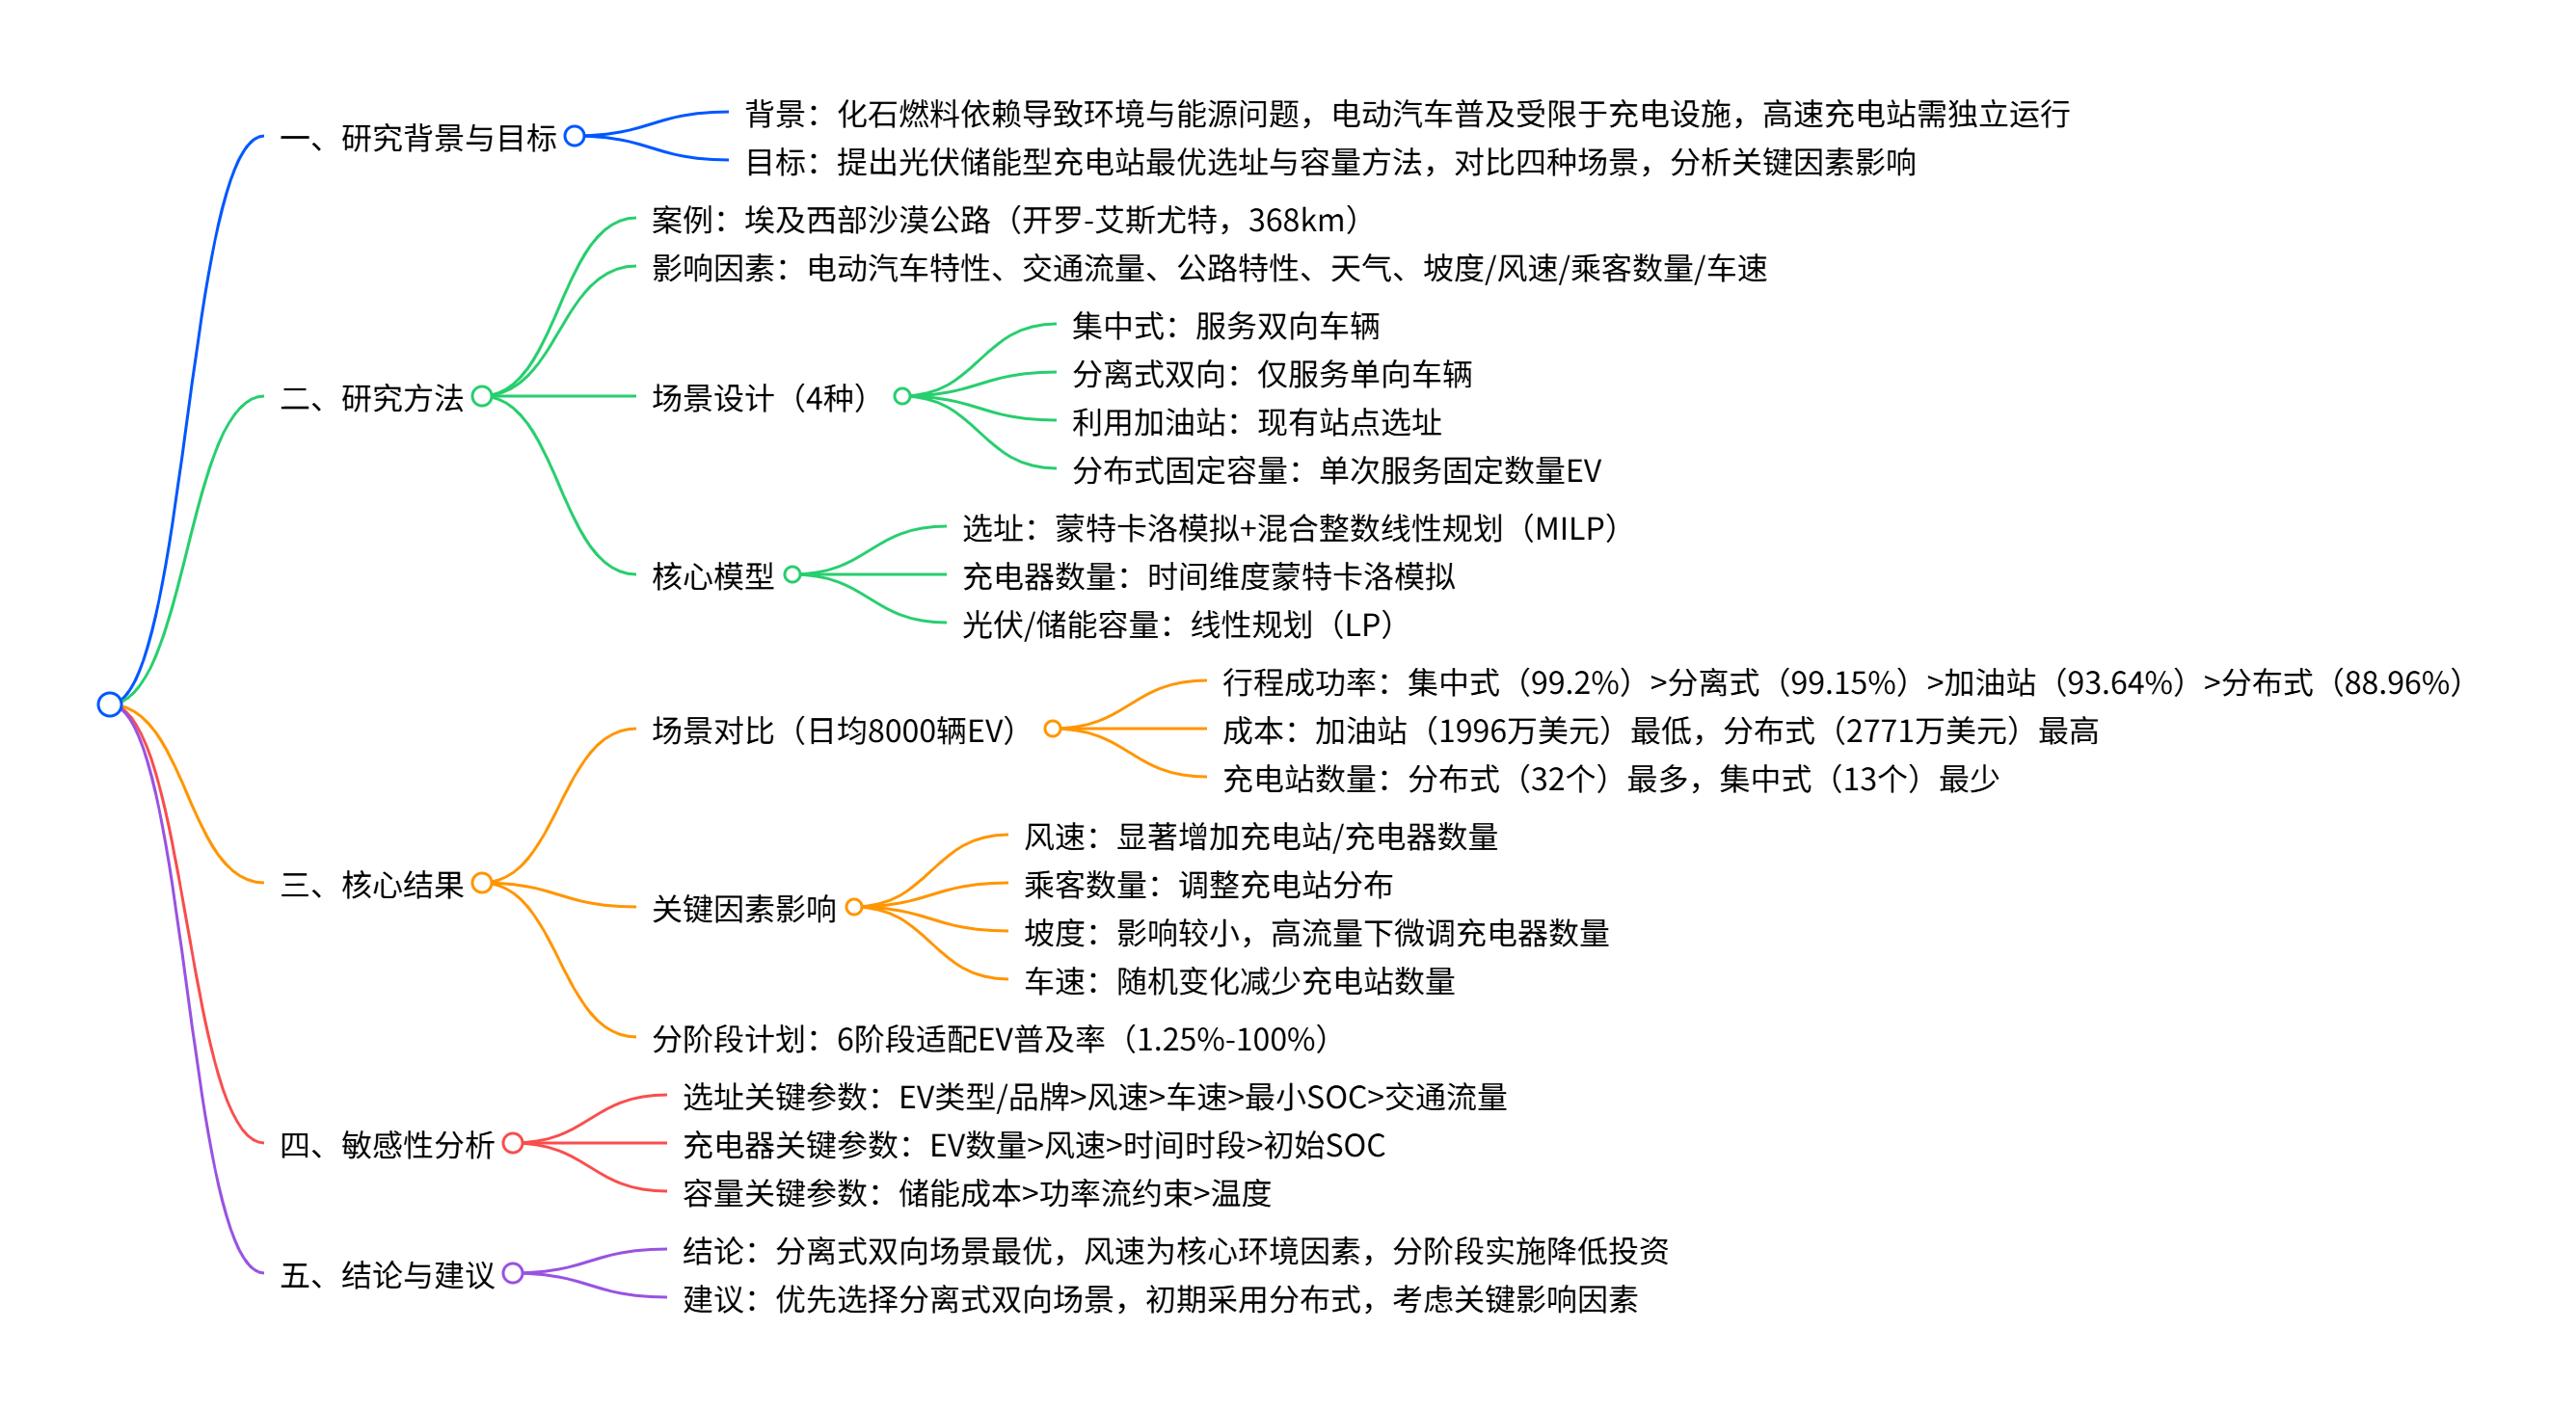 一、研究背景与目标
背景：化石燃料依赖导致环境与能源问题，电动汽车普及受限于充电设施，高速充电站需独立运行
目标：提出光伏储能型充电站最优选址与容量方法，对比四种场景，分析关键因素影响
二、研究方法
案例：埃及西部沙漠公路（开罗-艾斯尤特，368km）
影响因素：电动汽车特性、交通流量、公路特性、天气、坡度/风速/乘客数量/车速
场景设计（4种）
集中式：服务双向车辆
分离式双向：仅服务单向车辆
利用加油站：现有站点选址
分布式固定容量：单次服务固定数量EV
核心模型
选址：蒙特卡洛模拟+混合整数线性规划（MILP）
充电器数量：时间维度蒙特卡洛模拟
光伏/储能容量：线性规划（LP）
三、核心结果
场景对比（日均8000辆EV）
行程成功率：集中式（99.2%）>分离式（99.15%）>加油站（93.64%）>分布式（88.96%）
成本：加油站（1996万美元）最低，分布式（2771万美元）最高
充电站数量：分布式（32个）最多，集中式（13个）最少
关键因素影响
风速：显著增加充电站/充电器数量
乘客数量：调整充电站分布
坡度：影响较小，高流量下微调充电器数量
车速：随机变化减少充电站数量
分阶段计划：6阶段适配EV普及率（1.25%-100%）
四、敏感性分析
选址关键参数：EV类型/品牌>风速>车速>最小SOC>交通流量
充电器关键参数：EV数量>风速>时间时段>初始SOC
容量关键参数：储能成本>功率流约束>温度
五、结论与建议
结论：分离式双向场景最优，风速为核心环境因素，分阶段实施降低投资
建议：优先选择分离式双向场景，初期采用分布式，考虑关键影响因素